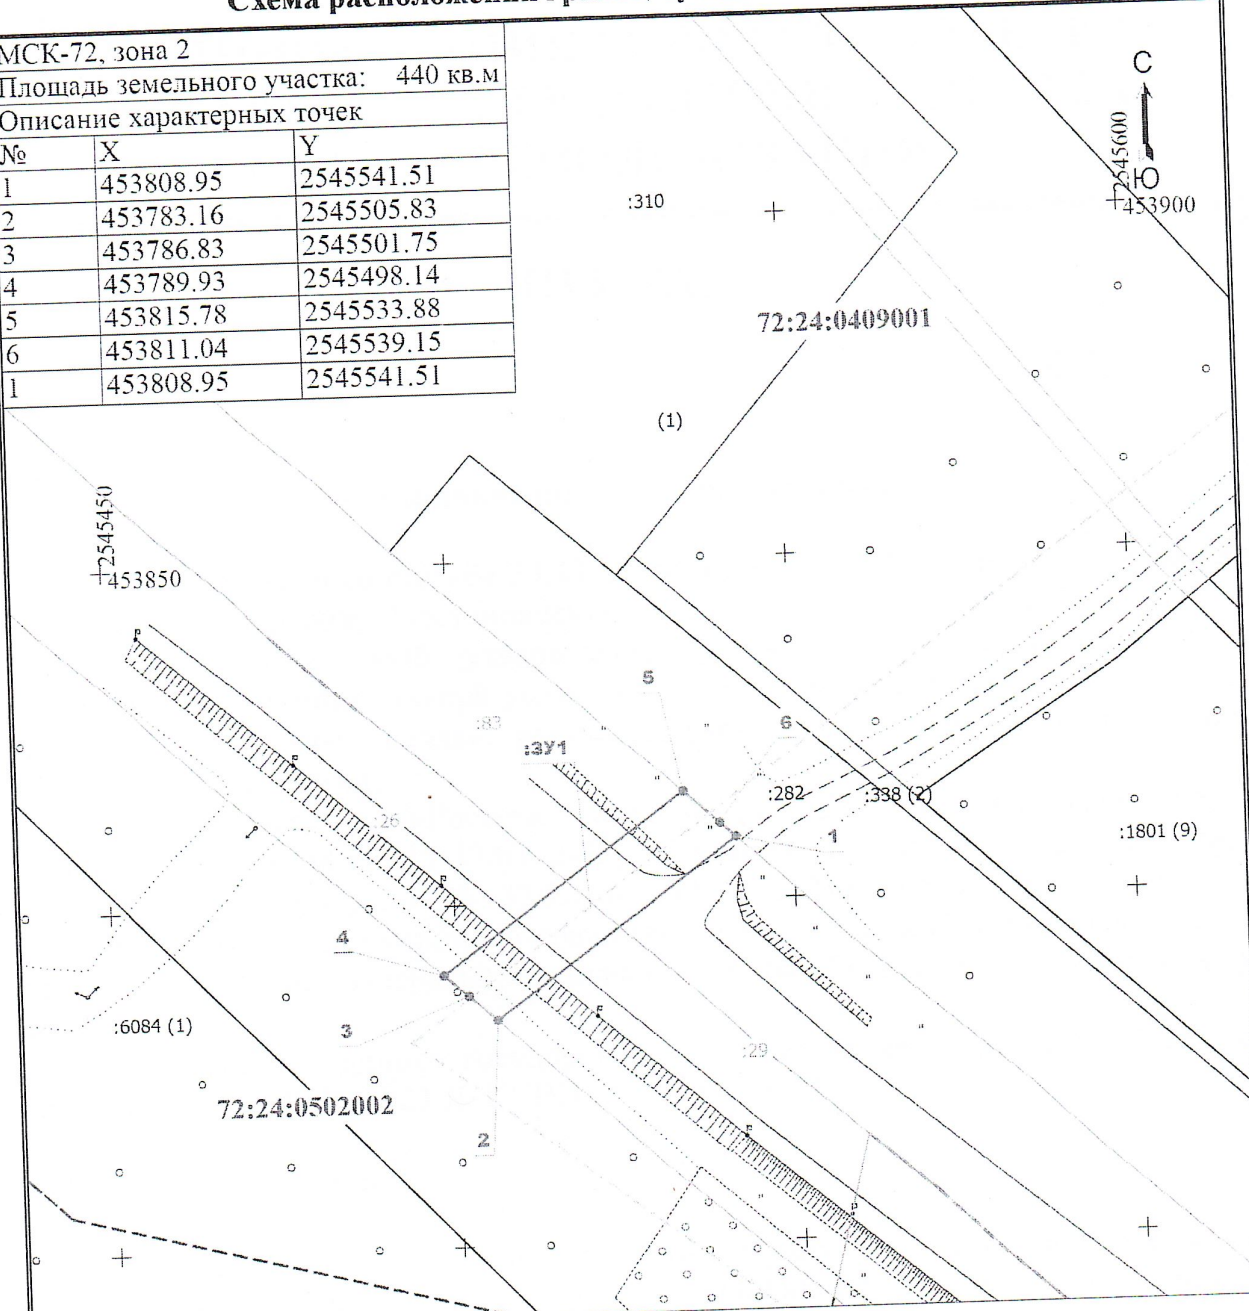 Схема расположения
МСК-72, зона 2
Площадь земельного участка: 440 кв.м
Описание характерных точек
№ X Y
1 453808.95 2545541.51
2 453783.16 2545505.83
3 453786.83 2545501.75
4 453789.93 2545498.14
5 453815.78 2545533.88
6 453811.04 2545539.15
1 453808.95 2545541.51
С
Ю
2545600
453900
:310
72:24:0409001
(1)
2545450
453850
5
:83
6
:ЗУ1
:282
:338 (2)
:26
1
:1801 (9)
4
3
:6084 (1)
:29
72:24:0502002
2